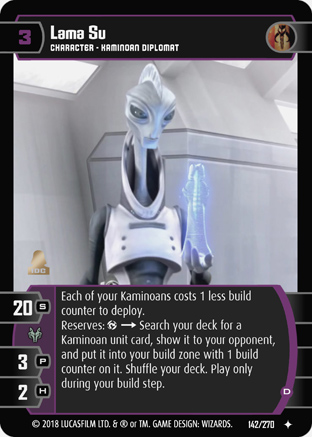 3
Lama Su
CHARACTER - KAMINOAN DIPLOMAT
20 S
3 P
2 H
Each of your Kaminoans costs 1 less build
counter to deploy.
Reserves: → Search your deck for a
Kaminoan unit card, show it to your opponent,
and put it into your build zone with 1 build
counter on it. Shuffle your deck. Play only
during your build step.
D
© 2018 LUCASFILM LTD. & ® OR TM. GAME DESIGN: WIZARDS. 142/270